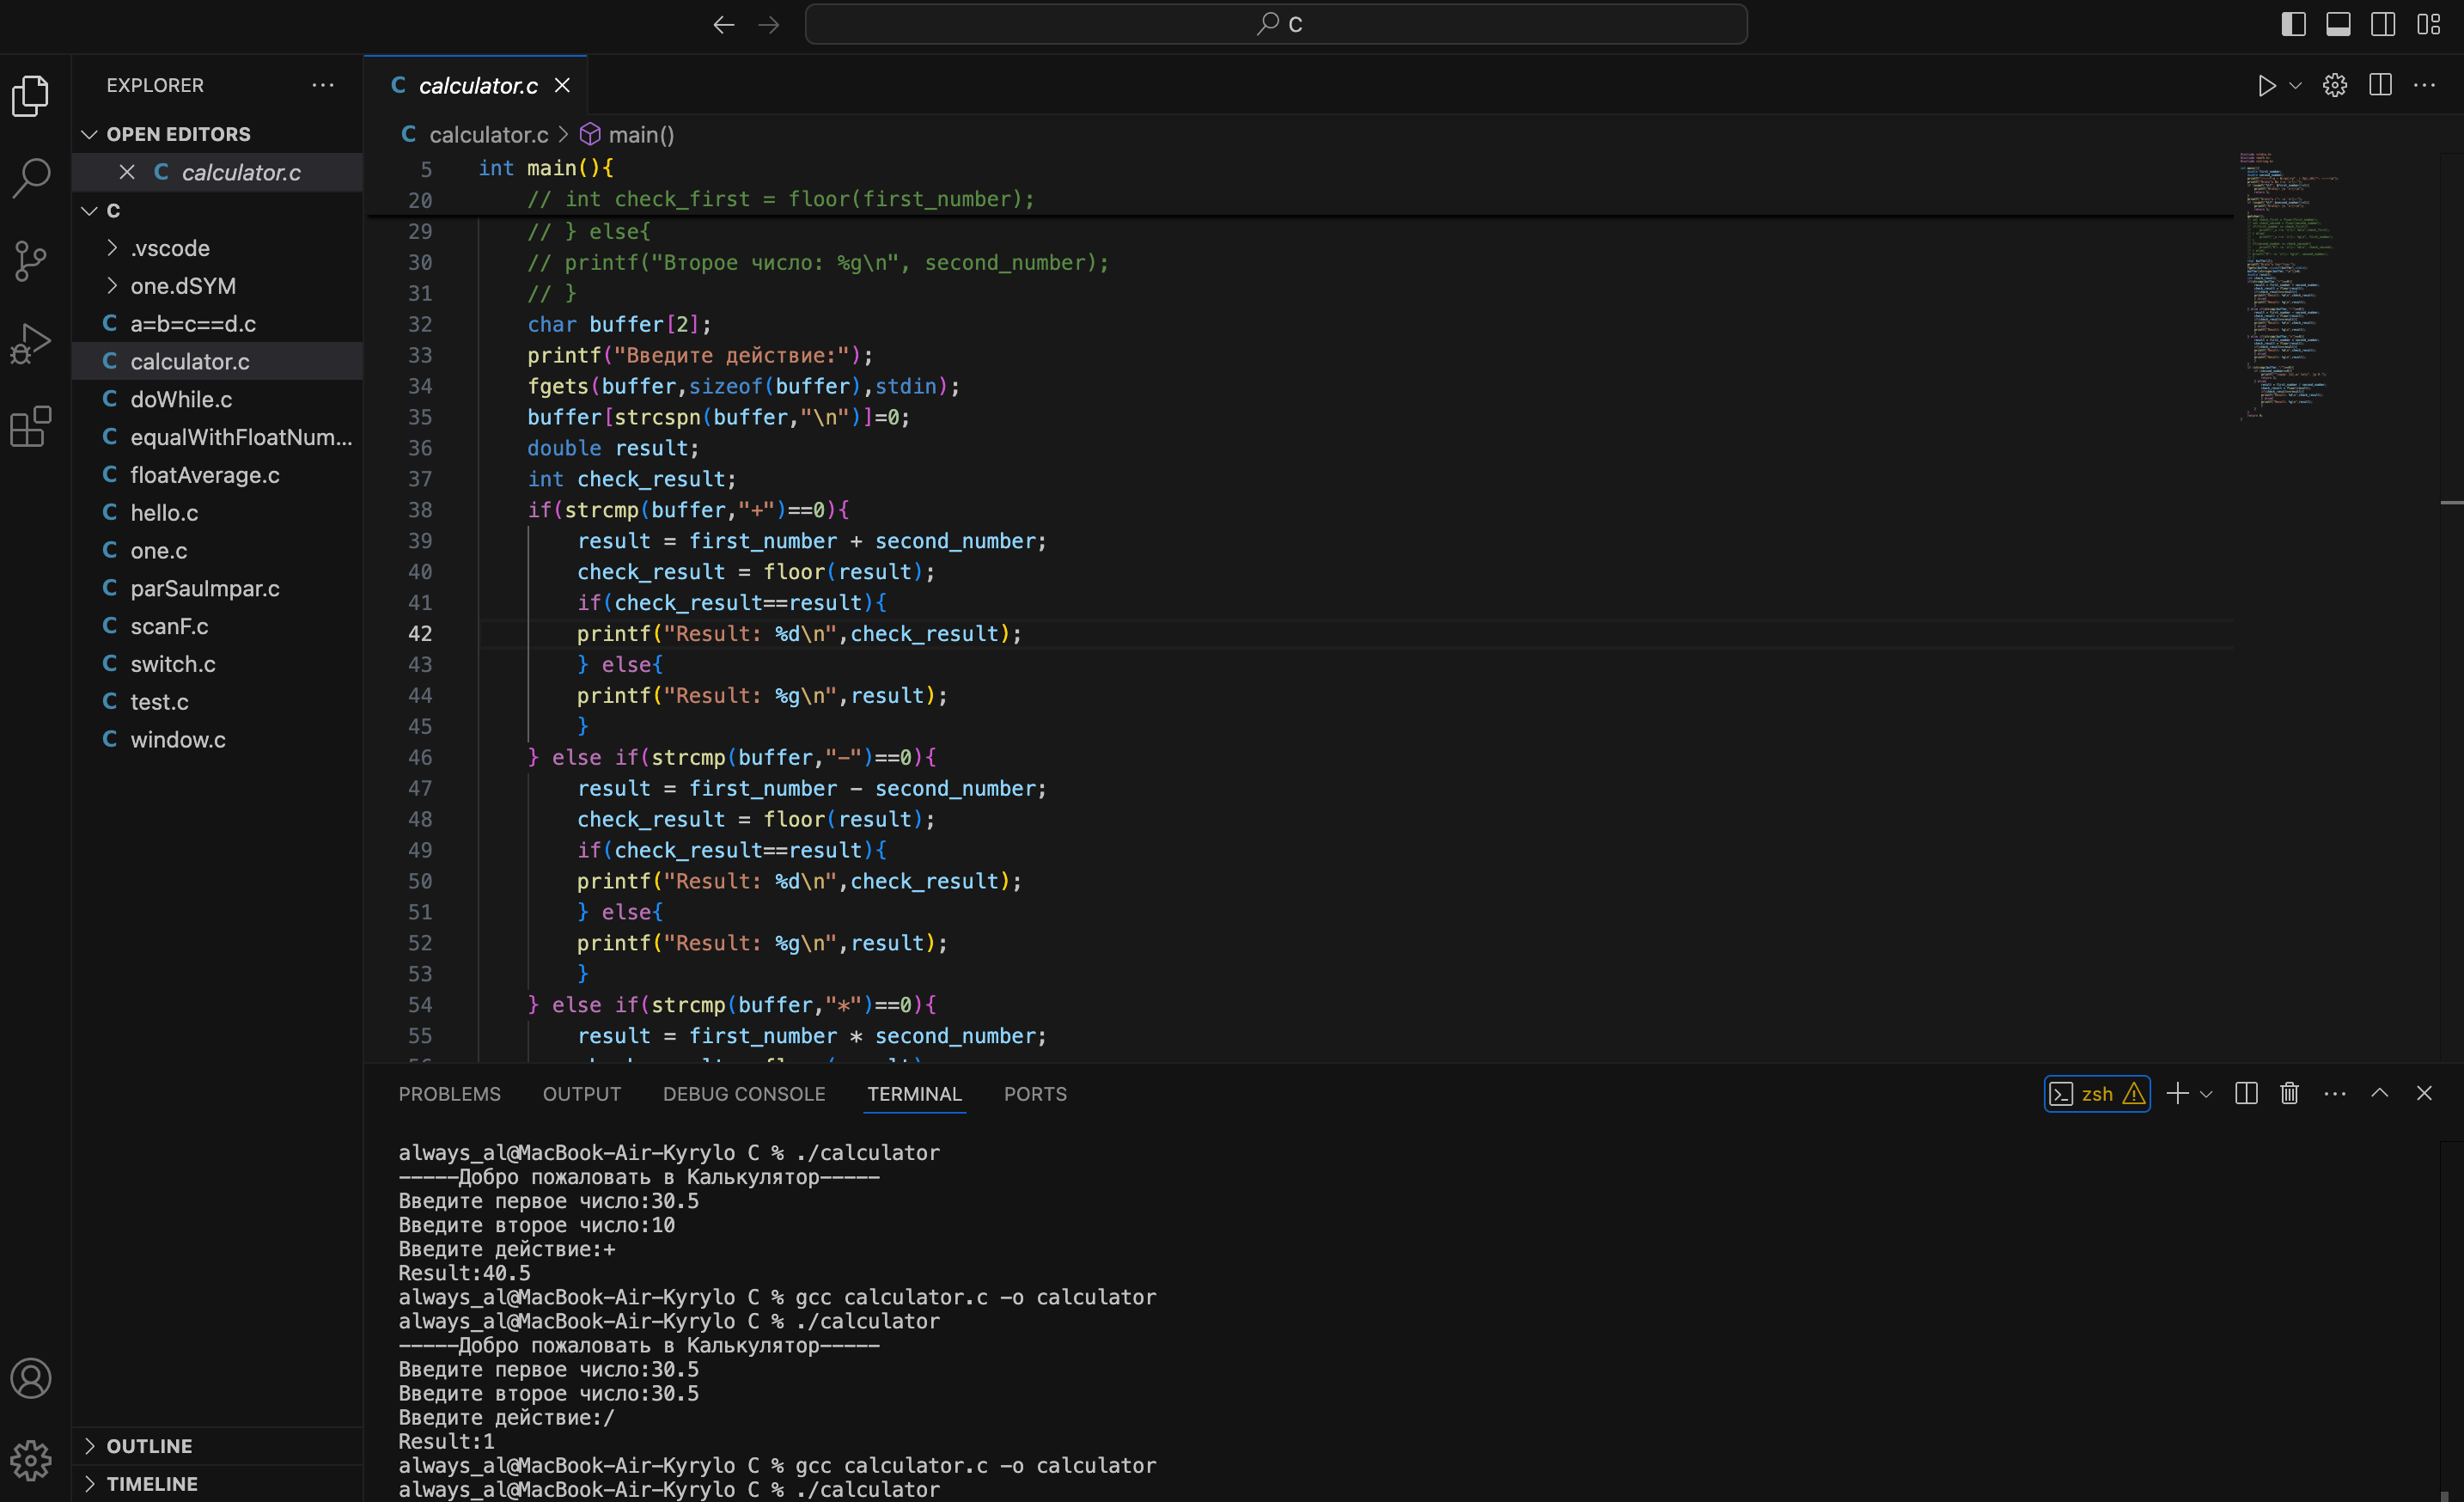 C
EXPLORER
OPEN EDITORS
calculator.c
C
.vscode
one.dSYM
a=b=c==d.c
calculator.c
doWhile.c
equalWithFloatNum...
floatAverage.c
hello.c
one.c
parSauImpar.c
scanF.c
switch.c
test.c
window.c
OUTLINE
TIMELINE
C calculator.c
C calculator.c > main()
5 int main(){
20 // int check_first = floor(first_number);
29 // } else{
30 // printf("Второе число: %g\n", second_number);
31 // }
32 char buffer[2];
33 printf("Введите действие:");
34 fgets(buffer,sizeof(buffer),stdin);
35 buffer[strcspn(buffer,"\n")]=0;
36 double result;
37 int check_result;
38 if(strcmp(buffer,"+")==0){
39 result = first_number + second_number;
40 check_result = floor(result);
41 if(check_result==result){
42 printf("Result: %d\n",check_result);
43 } else{
44 printf("Result: %g\n",result);
45 }
46 } else if(strcmp(buffer,"-")==0){
47 result = first_number - second_number;
48 check_result = floor(result);
49 if(check_result==result){
50 printf("Result: %d\n",check_result);
51 } else{
52 printf("Result: %g\n",result);
53 }
54 } else if(strcmp(buffer,"*")==0){
55 result = first_number * second_number;
PROBLEMS OUTPUT DEBUG CONSOLE TERMINAL PORTS
zsh
always_al@MacBook-Air-Kyrylo C % ./calculator
-----Добро пожаловать в Калькулятор-----
Введите первое число:30.5
Введите второе число:10
Введите действие:+
Result:40.5
always_al@MacBook-Air-Kyrylo C % gcc calculator.c -o calculator
always_al@MacBook-Air-Kyrylo C % ./calculator
-----Добро пожаловать в Калькулятор-----
Введите первое число:30.5
Введите второе число:30.5
Введите действие:/
Result:1
always_al@MacBook-Air-Kyrylo C % gcc calculator.c -o calculator
always_al@MacBook-Air-Kyrylo C % ./calculator